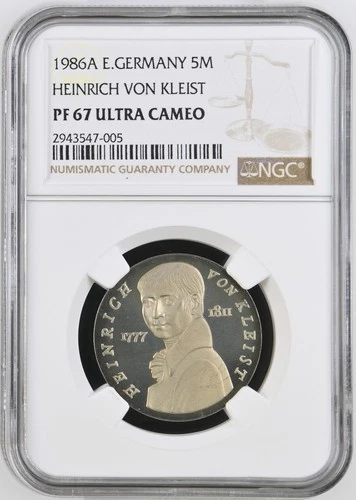 1986A E.GERMANY 5M
HEINRICH VON KLEIST
PF 67 ULTRA CAMEO
2943547-005
NUMISMATIC GUARANTY COMPANY
NGC®
HEINRICH VON KLEIST
1777 1811